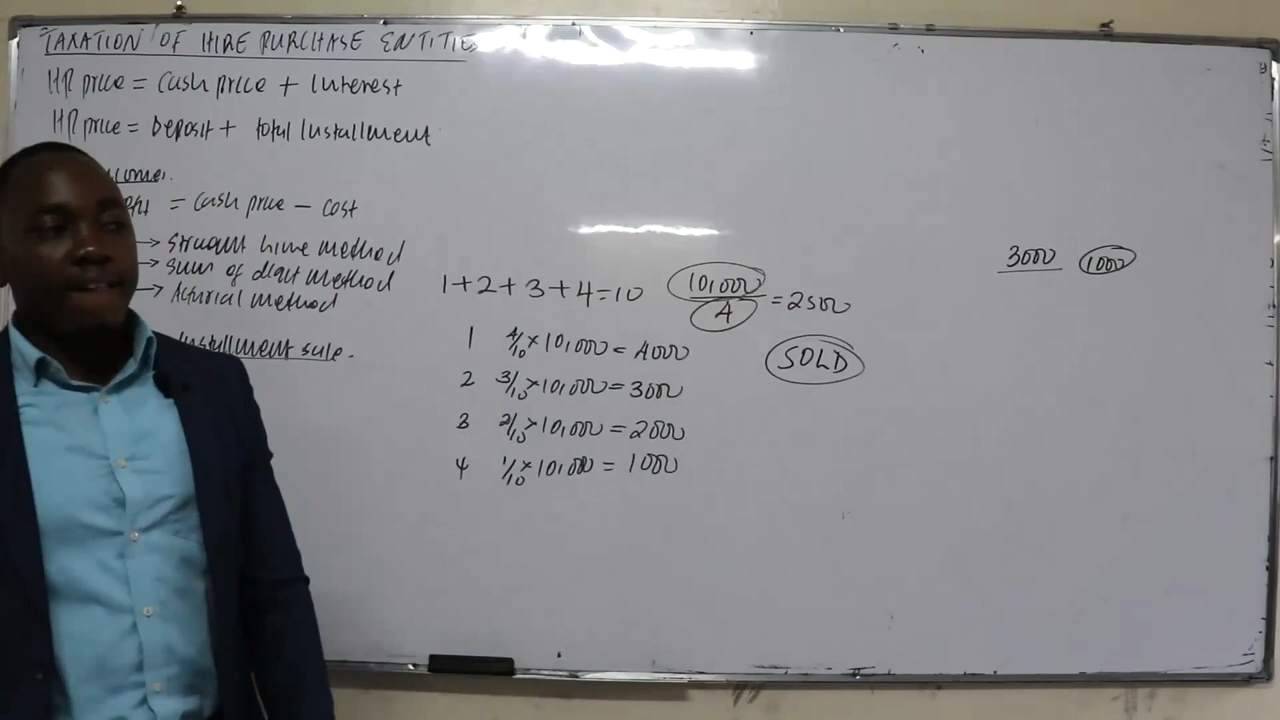 TAXATION OF HIRE PURCHASE ENTITIE
HP price = Cash price + Interest
HP price = Deposit + total Installment
= Cash price - cost
→ Straight line method
→ Sum of digit method
→ Acturial method
Installment sale.
1+2+3+4=10
10,000
/4 = 2500
1 4/10 × 10,000 = 4000
2 3/10 × 10,000 = 3000
3 2/10 × 10,000 = 2000
4 1/10 × 10,000 = 1000
SOLD
3000 1000